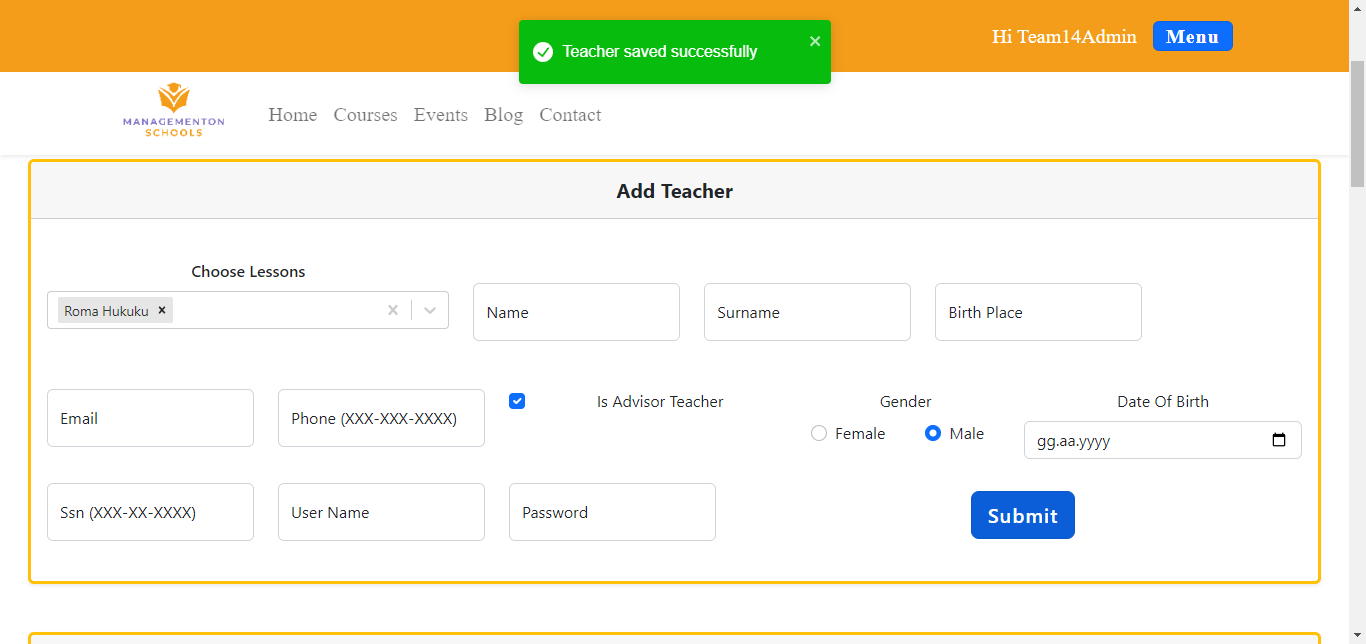 Teacher saved successfully
Hi Team14Admin
Menu
MANAGEMENTON
SCHOOLS
Home Courses Events Blog Contact
Add Teacher
Choose Lessons
Roma Hukuku
Name
Surname
Birth Place
Email
Phone (XXX-XXX-XXXX)
Is Advisor Teacher
Gender
Female
Male
Date Of Birth
gg.aa.yyyy
Ssn (XXX-XX-XXXX)
User Name
Password
Submit